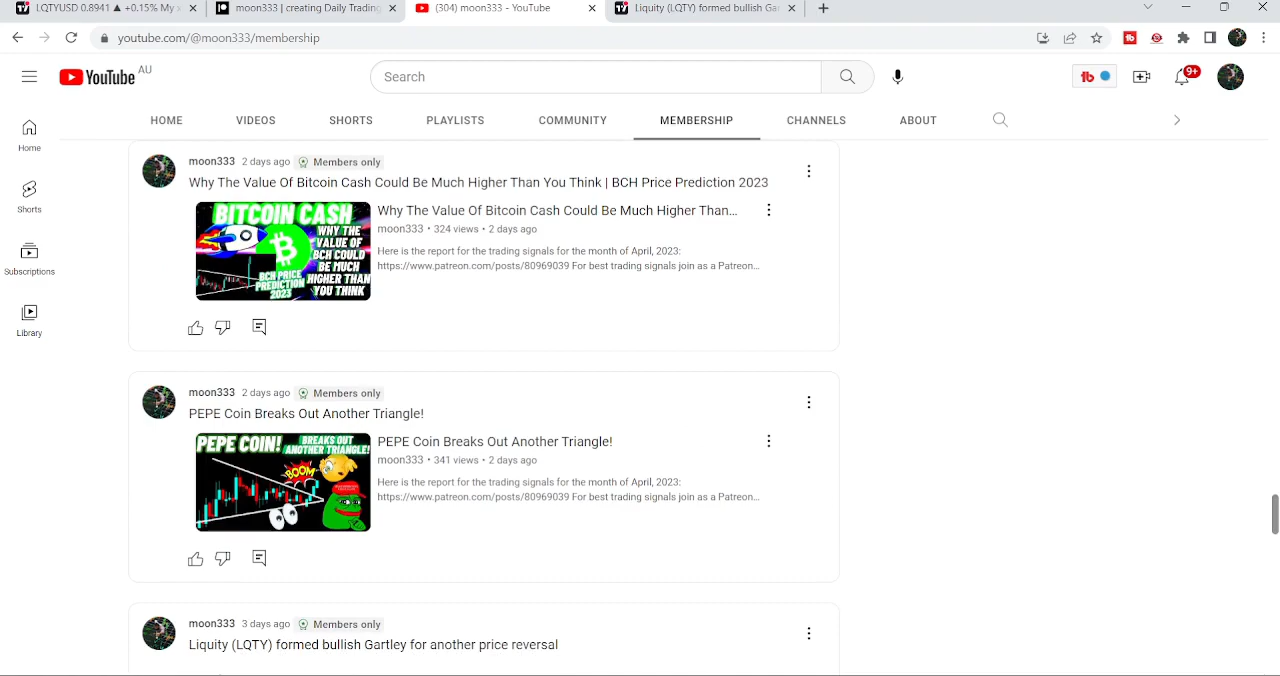 LQTYUSD 0.8941 ▲ +0.15% My x
moon333 | creating Daily Trading
(304) moon333 - YouTube
Liquity (LQTY) formed bullish Gar
youtube.com/@moon333/membership
YouTube AU
Search
9+
HOME
VIDEOS
SHORTS
PLAYLISTS
COMMUNITY
MEMBERSHIP
CHANNELS
ABOUT
Home
Shorts
Subscriptions
Library
moon333 2 days ago Members only
Why The Value Of Bitcoin Cash Could Be Much Higher Than You Think | BCH Price Prediction 2023
BITCOIN CASH
WHY THE
VALUE OF
BCH COULD
BE MUCH
HIGHER THAN
YOU THINK
BCH PRICE
PREDICTION
2023
Why The Value Of Bitcoin Cash Could Be Much Higher Than...
moon333 • 324 views • 2 days ago
Here is the report for the trading signals for the month of April, 2023:
https://www.patreon.com/posts/80969039 For best trading signals join as a Patreon...
moon333 2 days ago Members only
PEPE Coin Breaks Out Another Triangle!
PEPE COIN!
BREAKS OUT
ANOTHER TRIANGLE!
BOOM
PEPE Coin Breaks Out Another Triangle!
moon333 • 341 views • 2 days ago
Here is the report for the trading signals for the month of April, 2023:
https://www.patreon.com/posts/80969039 For best trading signals join as a Patreon...
moon333 3 days ago Members only
Liquity (LQTY) formed bullish Gartley for another price reversal